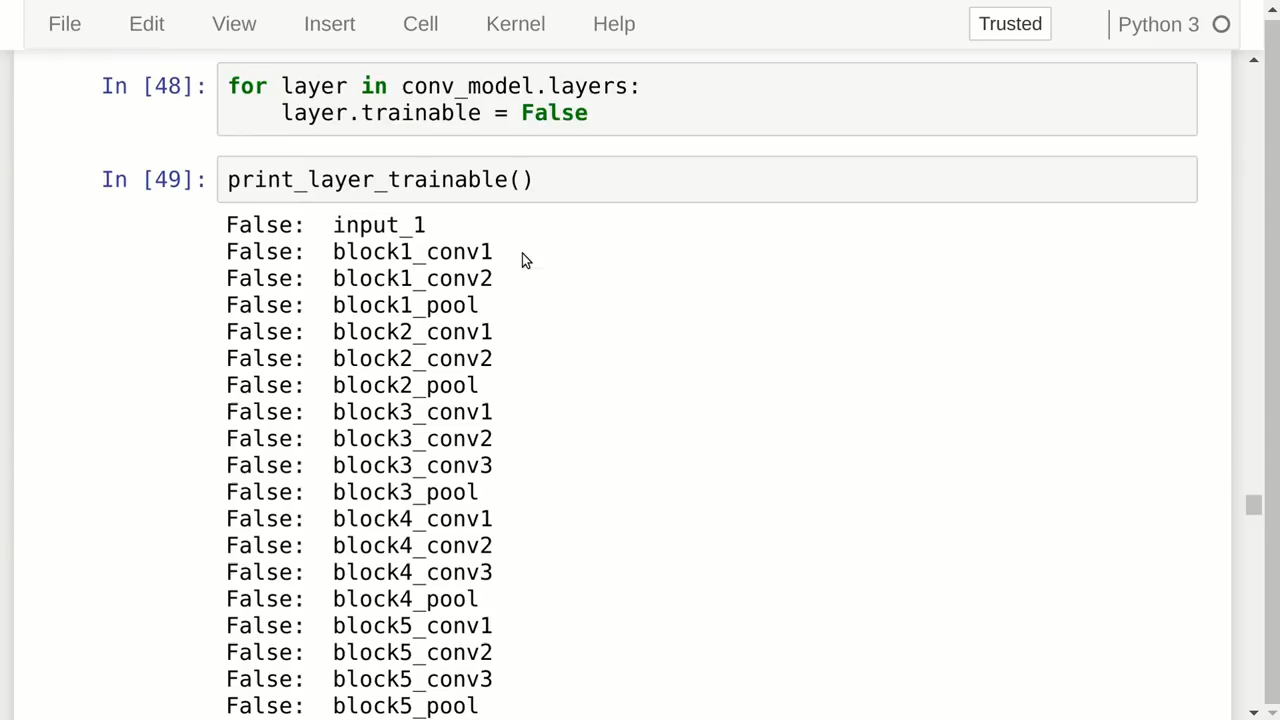 File Edit View Insert Cell Kernel Help Trusted Python 3
In [48]: for layer in conv_model.layers:
layer.trainable = False
In [49]: print_layer_trainable()
False: input_1
False: block1_conv1
False: block1_conv2
False: block1_pool
False: block2_conv1
False: block2_conv2
False: block2_pool
False: block3_conv1
False: block3_conv2
False: block3_conv3
False: block3_pool
False: block4_conv1
False: block4_conv2
False: block4_conv3
False: block4_pool
False: block5_conv1
False: block5_conv2
False: block5_conv3
False: block5_pool